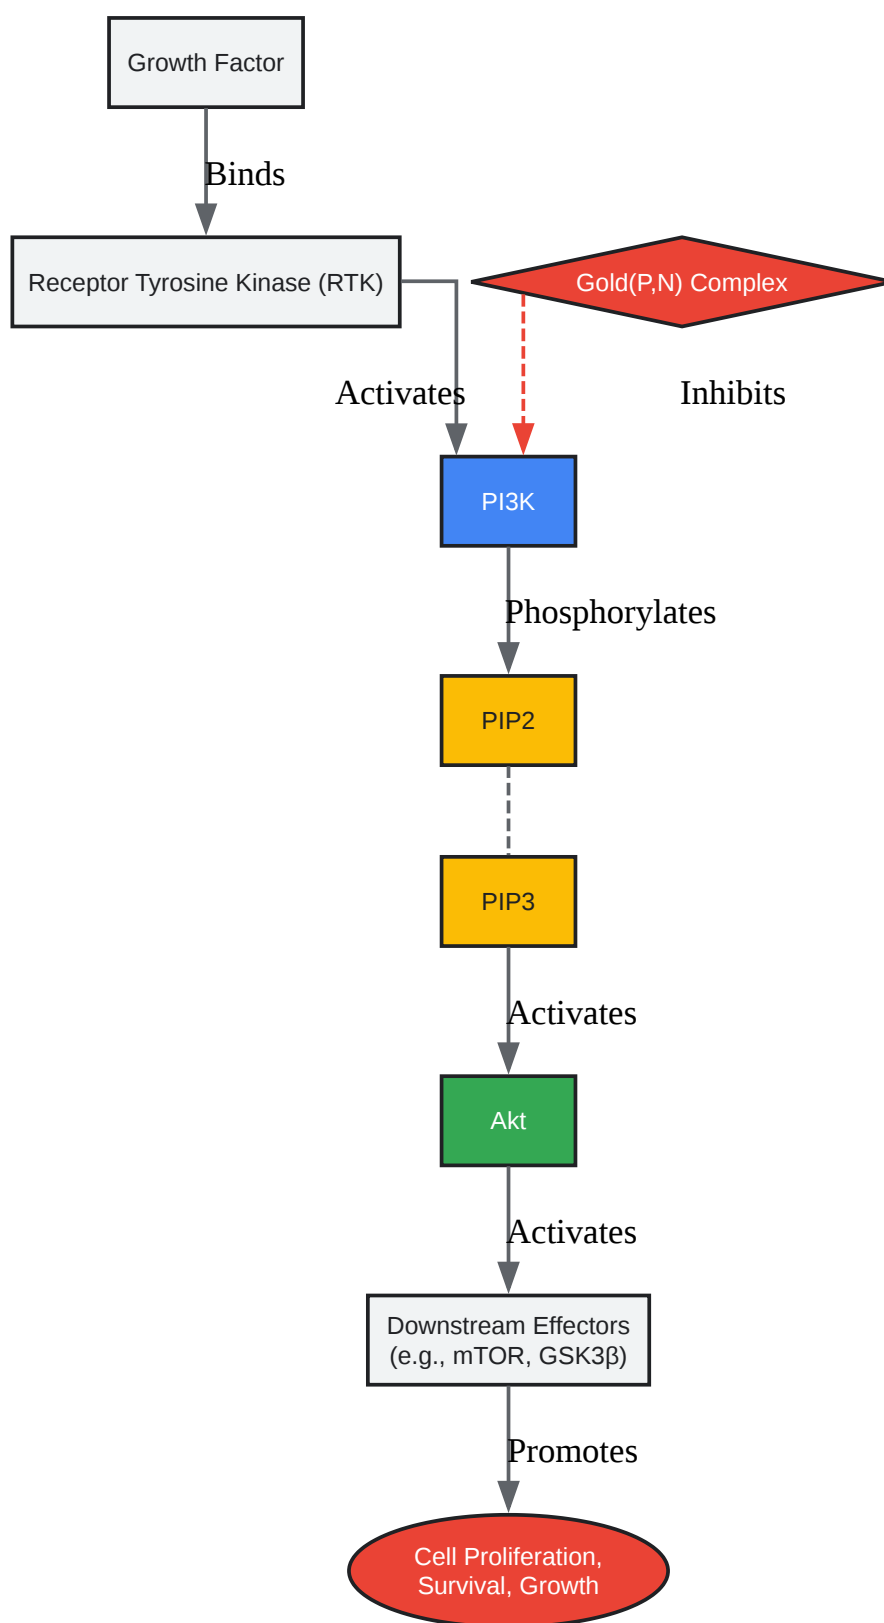 Growth Factor
Binds
Receptor Tyrosine Kinase (RTK)
Gold(P,N) Complex
Activates
Inhibits
PI3K
Phosphorylates
PIP2
PIP3
Activates
Akt
Activates
Downstream Effectors
(e.g., mTOR, GSK3β)
Promotes
Cell Proliferation,
Survival, Growth